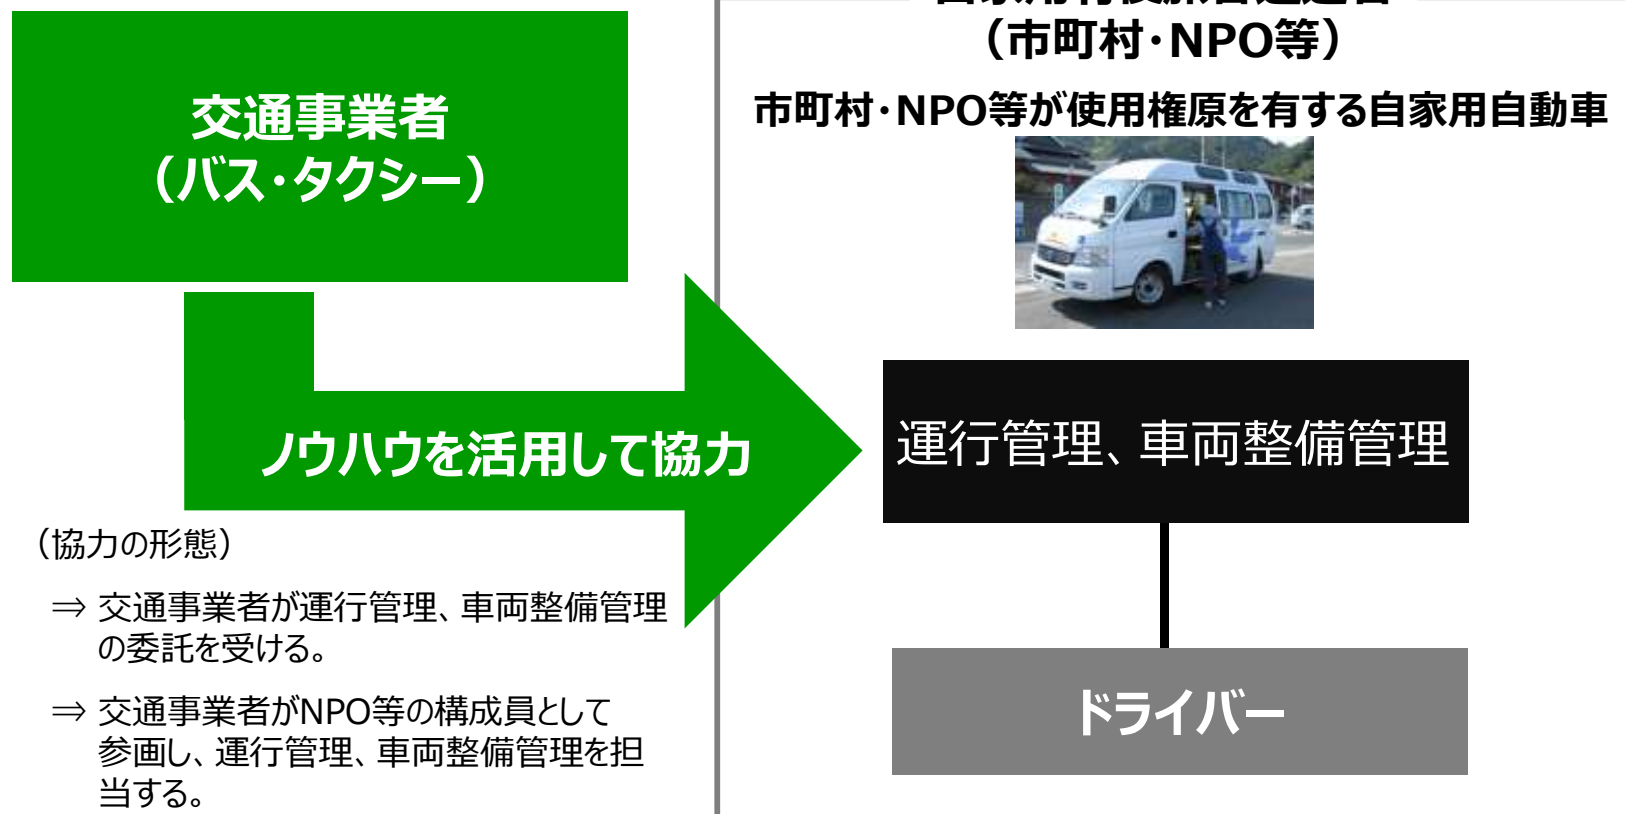 交通事業者
（バス・タクシー）
ノウハウを活用して協力
（協力の形態）
⇒ 交通事業者が運行管理、車両整備管理
の委託を受ける。
⇒ 交通事業者がNPO等の構成員として
参画し、運行管理、車両整備管理を担
当する。
（市町村・NPO等）
市町村・NPO等が使用権原を有する自家用自動車
運行管理、車両整備管理
ドライバー